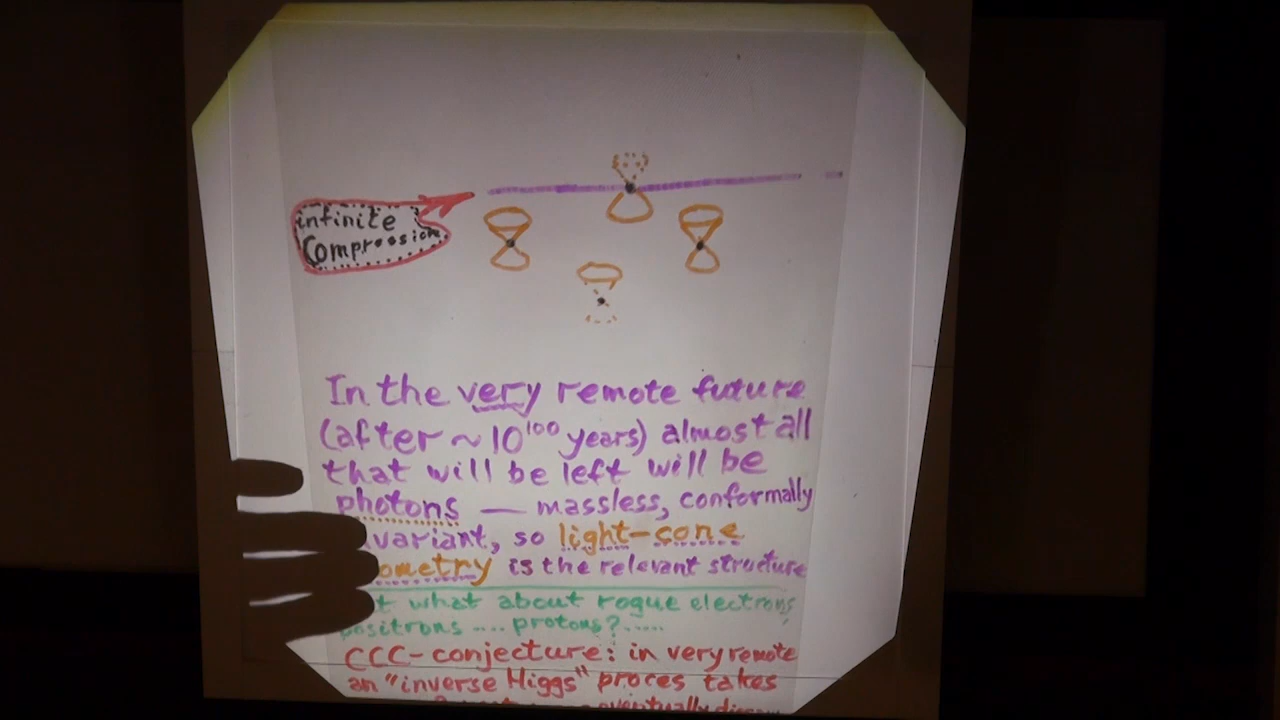 infinite
Compression
In the very remote future
(after ~ 10¹⁰⁰ years) almost all
that will be left will be
photons — massless, conformally
variant, so light-cone
ometry is the relevant structure
t what about rogue electrons,
positrons .... protons? .....
CCC-conjecture: in very remote
an "inverse Higgs" proces takes
eventually